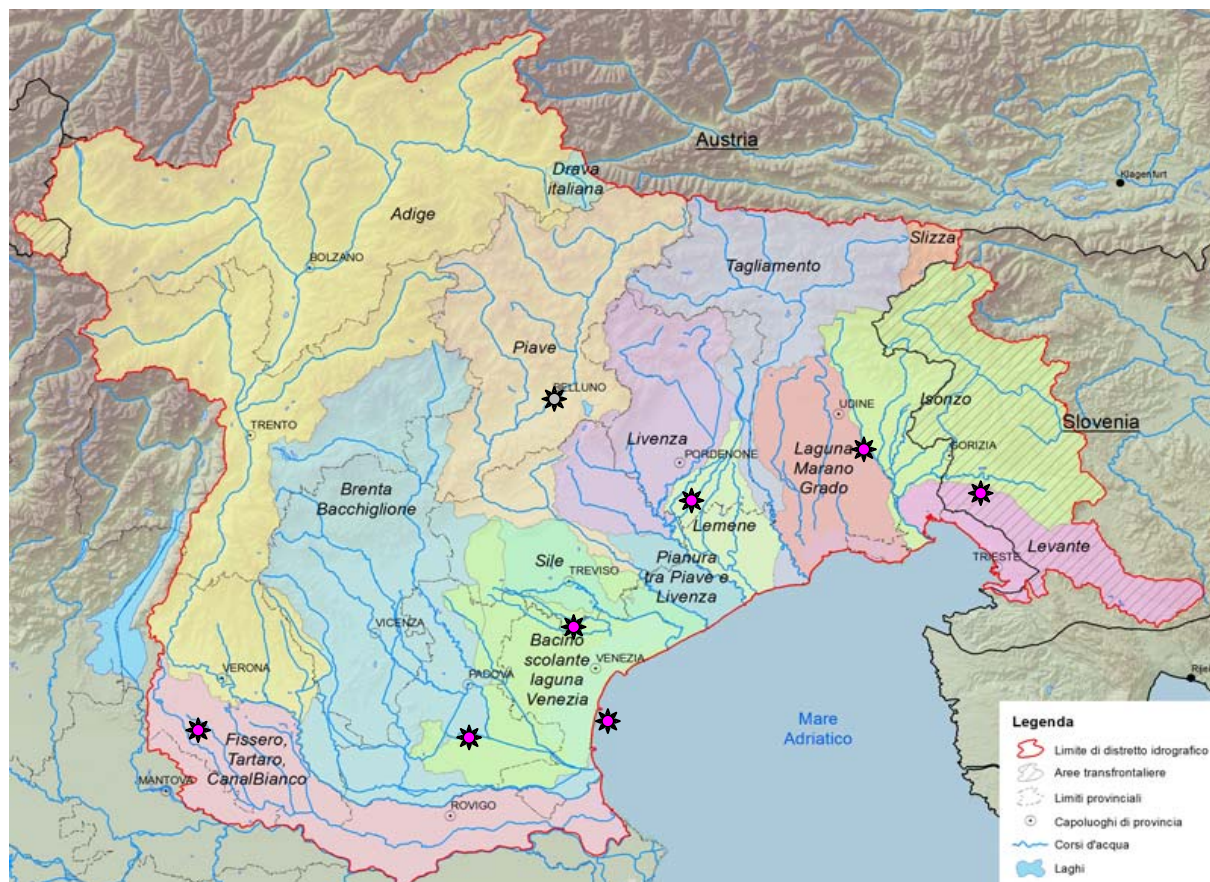 Austria
Klagenfurt
Drava
italiana
Adige
Slizza
BOLZANO
Tagliamento
Piave
BELLUNO
Isonzo
UDINE
Slovenia
TRENTO
Livenza
PORDENONE
Laguna
Marano
Grado
GORIZIA
Brenta
Bacchiglione
Lemene
Levante
TRIESTE
Sile
TREVISO
Pianura
tra Piave e
Livenza
VICENZA
Bacino
scolante
laguna
Venezia
VENEZIA
VERONA
PADOVA
Rije
Fissero,
Tartaro,
CanalBianco
Mare
Adriatico
MANTOVA
ROVIGO
Legenda
Limite di distretto idrografico
Aree transfrontaliere
Limiti provinciali
Capoluoghi di provincia
Corsi d'acqua
Laghi